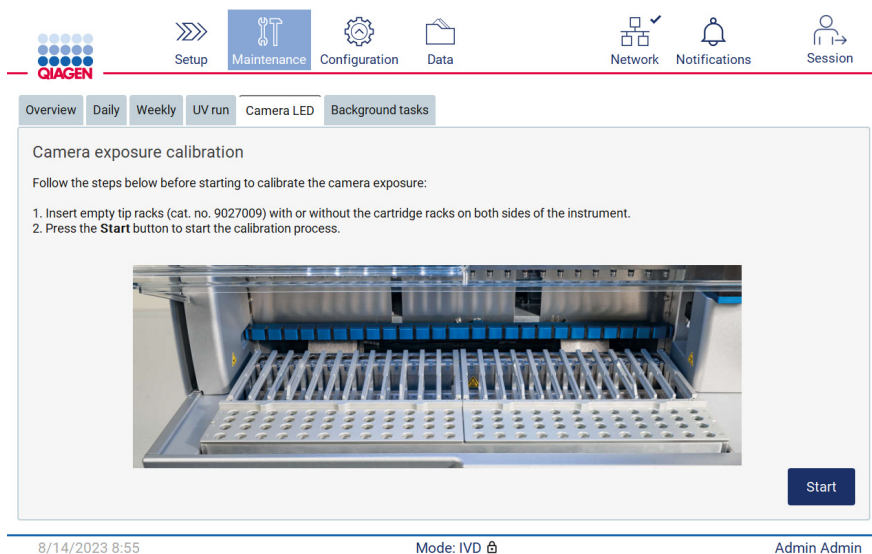 QIAGEN
Setup
Maintenance
Configuration
Data
Network
Notifications
Session
Overview
Daily
Weekly
UV run
Camera LED
Background tasks
Camera exposure calibration
Follow the steps below before starting to calibrate the camera exposure:
1. Insert empty tip racks (cat. no. 9027009) with or without the cartridge racks on both sides of the instrument.
2. Press the Start button to start the calibration process.
Start
8/14/2023 8:55
Mode: IVD
Admin Admin